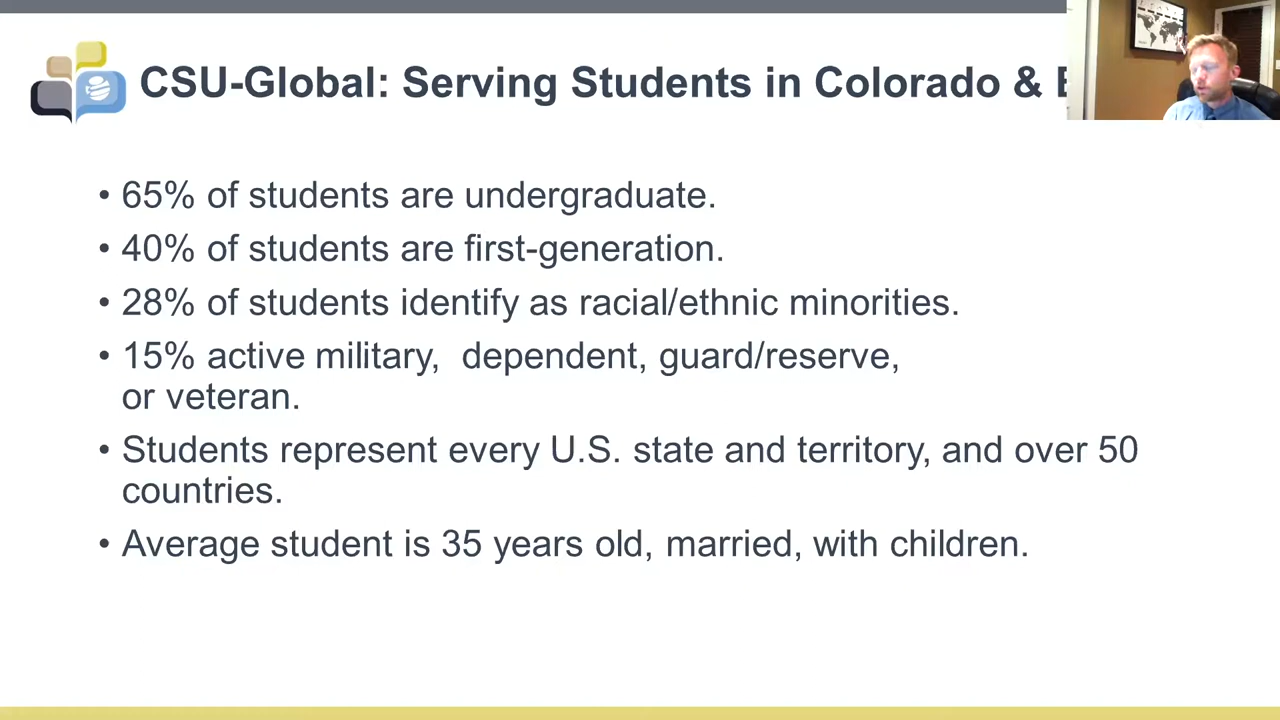 CSU-Global: Serving Students in Colorado &
• 65% of students are undergraduate.
• 40% of students are first-generation.
• 28% of students identify as racial/ethnic minorities.
• 15% active military,  dependent, guard/reserve,
or veteran.
• Students represent every U.S. state and territory, and over 50
countries.
• Average student is 35 years old, married, with children.